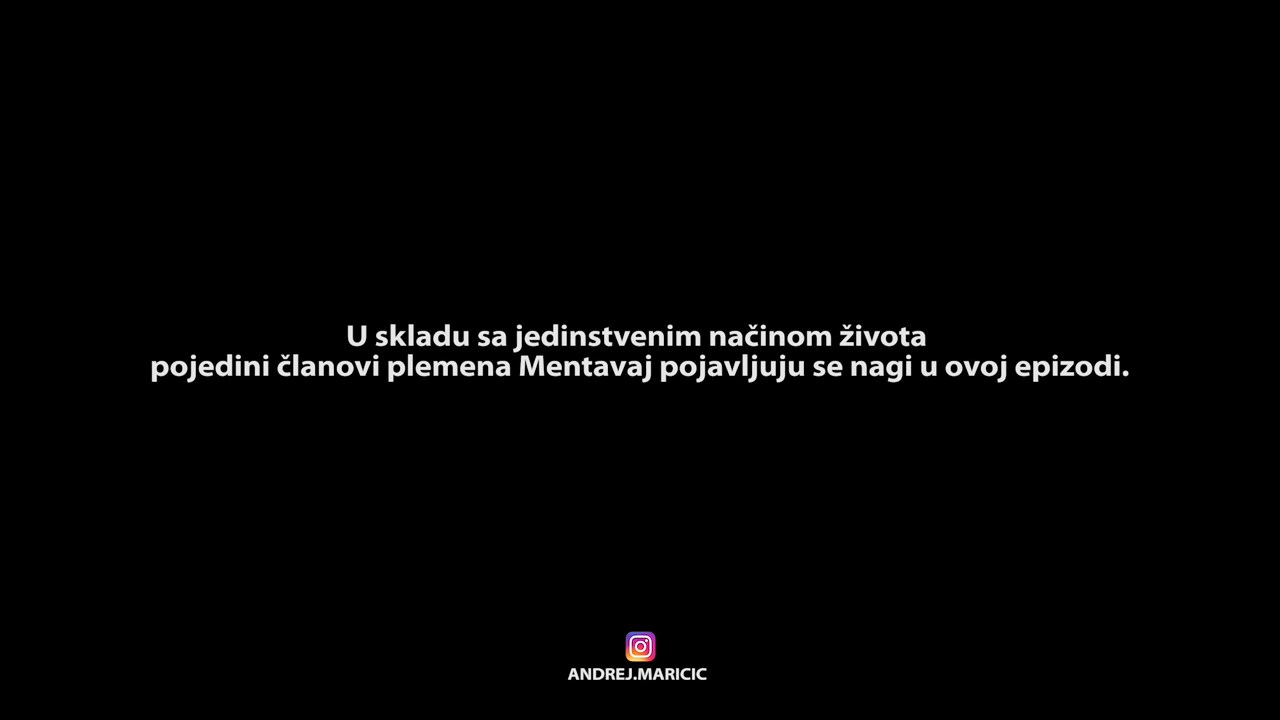 U skladu sa jedinstvenim načinom života
pojedini članovi plemena Mentavaj pojavljuju se nagi u ovoj epizodi.
ANDREJ.MARICIC